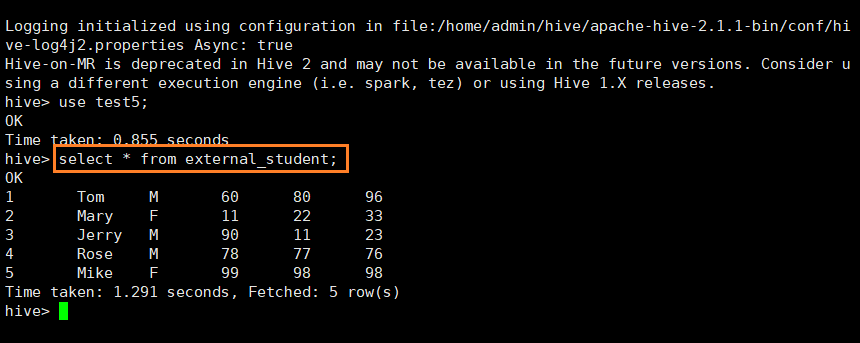 Logging initialized using configuration in file:/home/admin/hive/apache-hive-2.1.1-bin/conf/hi
ve-log4j2.properties Async: true
Hive-on-MR is deprecated in Hive 2 and may not be available in the future versions. Consider u
sing a different execution engine (i.e. spark, tez) or using Hive 1.X releases.
hive> use test5;
OK
Time taken: 0.855 seconds
hive> select * from external_student;
OK
1 Tom M 60 80 96
2 Mary F 11 22 33
3 Jerry M 90 11 23
4 Rose M 78 77 76
5 Mike F 99 98 98
Time taken: 1.291 seconds, Fetched: 5 row(s)
hive>